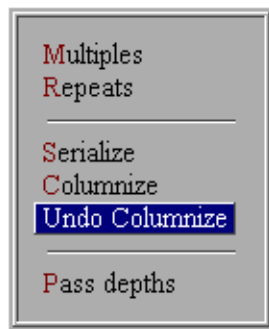 Multiples
Repeats
Serialize
Columnize
Undo Columnize
Pass depths